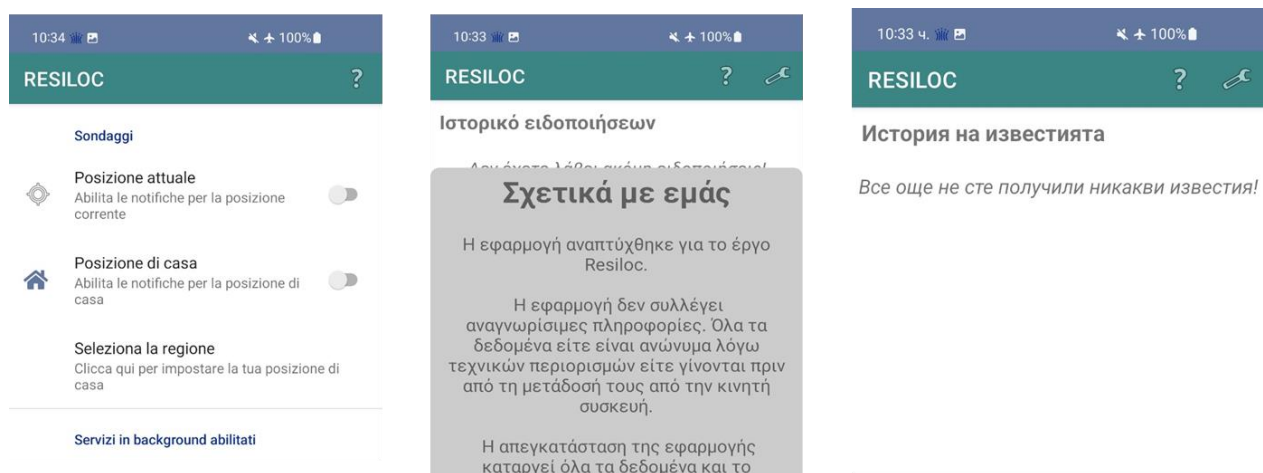 10:34
100%
RESILOC
?
Sondaggi
Posizione attuale
Abilita le notifiche per la posizione
corrente
Posizione di casa
Abilita le notifiche per la posizione di
casa
Seleziona la regione
Clicca qui per impostare la tua posizione di
casa
Servizi in background abilitati
10:33
100%
RESILOC
?
Ιστορικό ειδοποιήσεων
Σχετικά με εμάς
Η εφαρμογή αναπτύχθηκε για το έργο
Resiloc.
Η εφαρμογή δεν συλλέγει
αναγνωρίσιμες πληροφορίες. Όλα τα
δεδομένα είτε είναι ανώνυμα λόγω
τεχνικών περιορισμών είτε γίνονται πριν
από τη μετάδοσή τους από την κινητή
συσκευή.
Η απεγκατάσταση της εφαρμογής
καταργεί όλα τα δεδομένα και το
10:33 ч.
100%
RESILOC
?
История на известията
Все още не сте получили никакви известия!